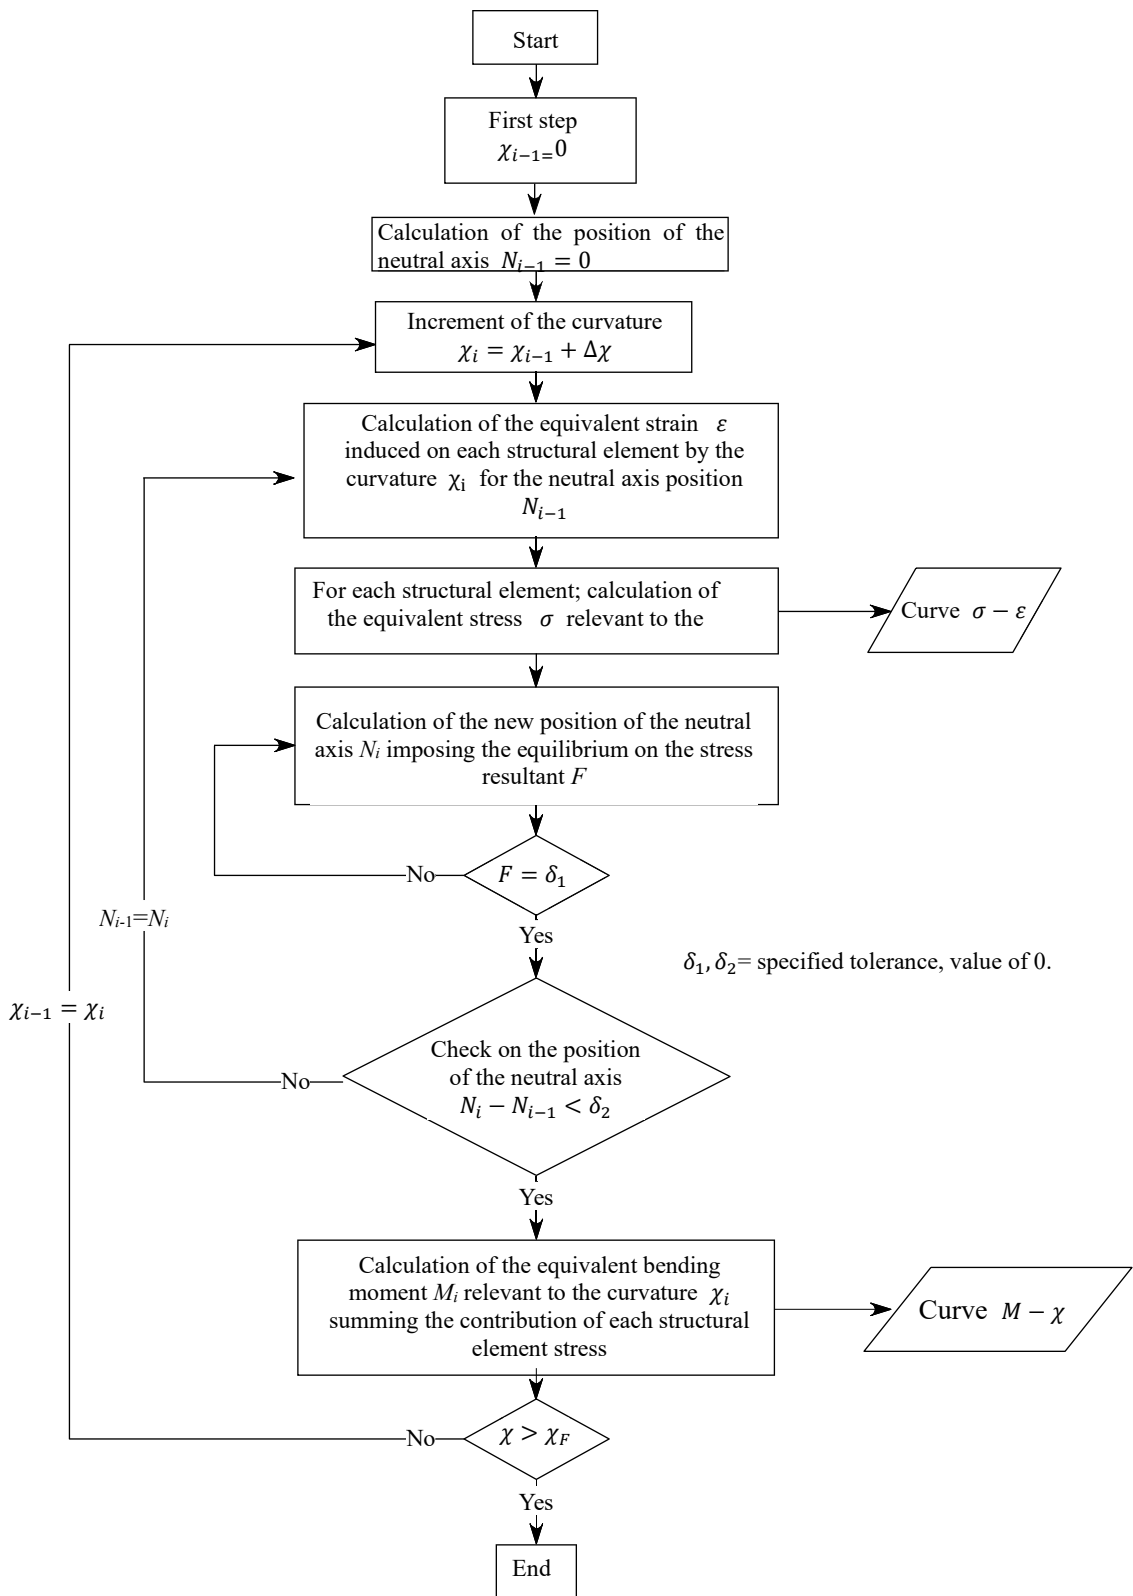 Start
First step
χᵢ₋₁₌0
Calculation of the position of the
neutral axis Nᵢ₋₁ = 0
Increment of the curvature
χᵢ = χᵢ₋₁ + Δχ
Calculation of the equivalent strain ε
induced on each structural element by the
curvature χᵢ for the neutral axis position
Nᵢ₋₁
For each structural element; calculation of
the equivalent stress σ relevant to the
Curve σ − ε
Calculation of the new position of the neutral
axis Nᵢ imposing the equilibrium on the stress
resultant F
No
F = δ₁
Nᵢ₋₁=Nᵢ
Yes
δ₁, δ₂= specified tolerance, value of 0.
χᵢ₋₁ = χᵢ
Check on the position
of the neutral axis
Nᵢ − Nᵢ₋₁ < δ₂
No
Yes
Calculation of the equivalent bending
moment Mᵢ relevant to the curvature χᵢ
summing the contribution of each structural
element stress
Curve M − χ
No
χ > χ_F
Yes
End